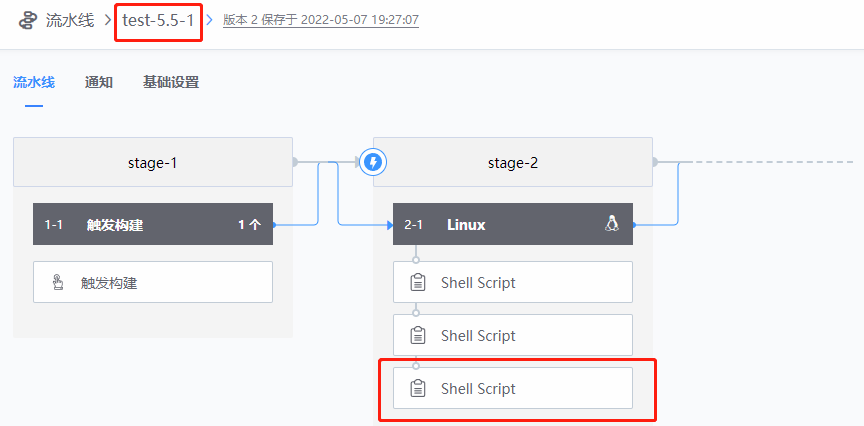 流水线 test-5.5-1 版本 2 保存于 2022-05-07 19:27:07
流水线 通知 基础设置
stage-1
1-1 触发构建 1 个
触发构建
stage-2
2-1 Linux
Shell Script
Shell Script
Shell Script